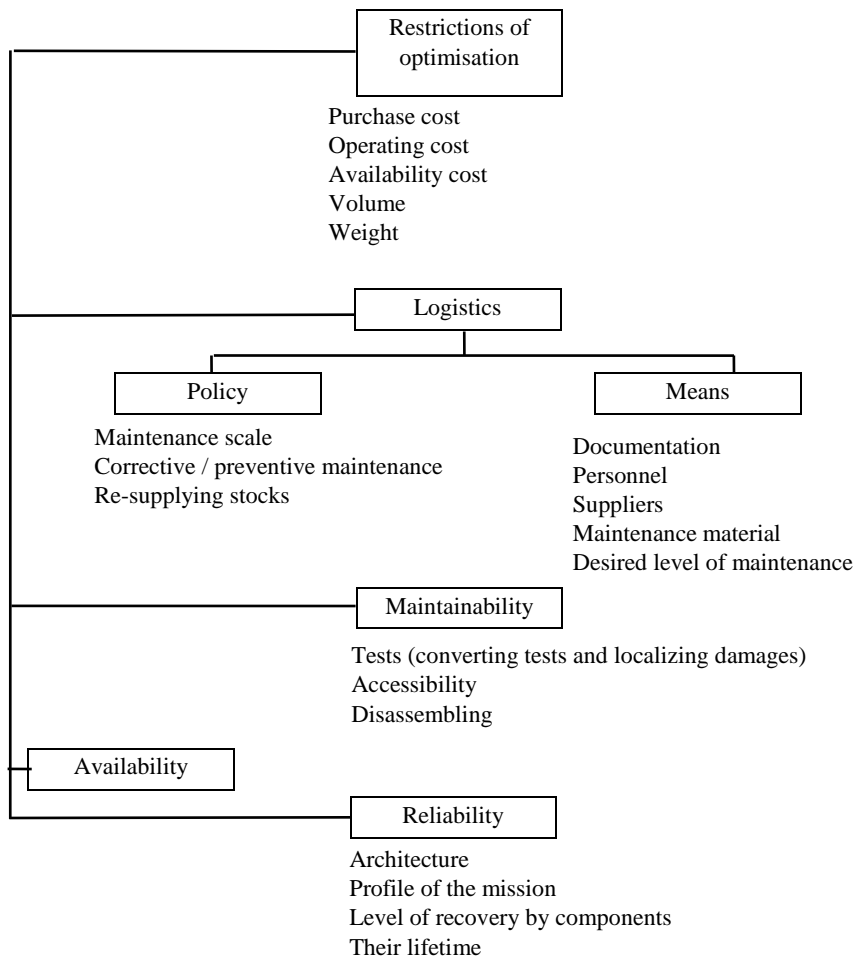 Restrictions of
optimisation
Purchase cost
Operating cost
Availability cost
Volume
Weight
Logistics
Policy
Means
Maintenance scale
Corrective / preventive maintenance
Re-supplying stocks
Documentation
Personnel
Suppliers
Maintenance material
Desired level of maintenance
Maintainability
Tests (converting tests and localizing damages)
Accessibility
Disassembling
Availability
Reliability
Architecture
Profile of the mission
Level of recovery by components
Their lifetime